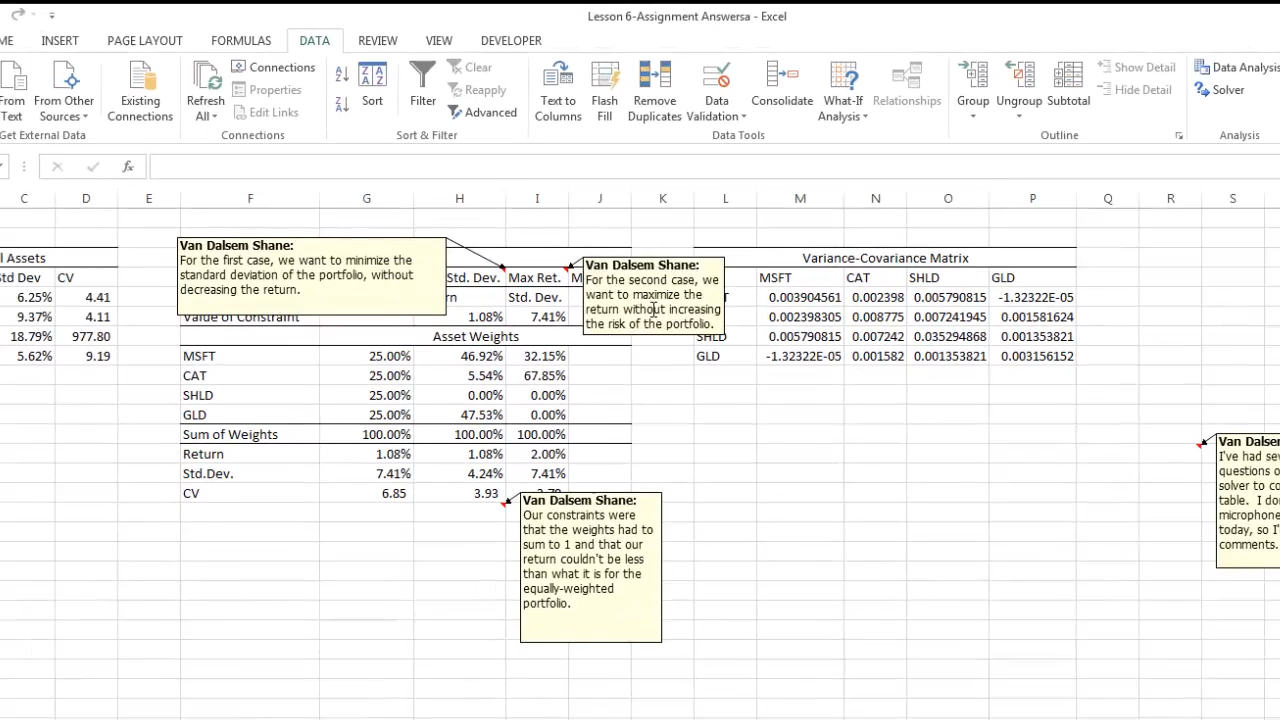 Lesson 6-Assignment Answersa - Excel
ME INSERT PAGE LAYOUT FORMULAS DATA REVIEW VIEW DEVELOPER
From Text
From Other Sources
Existing Connections
Get External Data
Refresh All
Connections
Properties
Edit Links
Connections
Sort
Filter
Clear
Reapply
Advanced
Sort & Filter
Text to Columns
Flash Fill
Remove Duplicates
Data Validation
Consolidate
What-If Analysis
Relationships
Data Tools
Group
Ungroup
Subtotal
Show Detail
Hide Detail
Outline
Data Analysis
Solver
Analysis
fx
C D E F G H I J K L M N O P Q R S
l Assets
Std Dev CV
6.25% 4.41
9.37% 4.11
18.79% 977.80
5.62% 9.19
Van Dalsem Shane:
For the first case, we want to minimize the
standard deviation of the portfolio, without
decreasing the return.
Std. Dev. Max Ret. M
rn Std. Dev.
Value of Constraint 1.08% 7.41%
Asset Weights
MSFT 25.00% 46.92% 32.15%
CAT 25.00% 5.54% 67.85%
SHLD 25.00% 0.00% 0.00%
GLD 25.00% 47.53% 0.00%
Sum of Weights 100.00% 100.00% 100.00%
Return 1.08% 1.08% 2.00%
Std.Dev. 7.41% 4.24% 7.41%
CV 6.85 3.93
Van Dalsem Shane:
For the second case, we
want to maximize the
return without increasing
the risk of the portfolio.
Van Dalsem Shane:
Our constraints were
that the weights had to
sum to 1 and that our
return couldn't be less
than what it is for the
equally-weighted
portfolio.
Variance-Covariance Matrix
MSFT CAT SHLD GLD
T 0.003904561 0.002398 0.005790815 -1.32322E-05
0.002398305 0.008775 0.007241945 0.001581624
SHLD 0.005790815 0.007242 0.035294868 0.001353821
GLD -1.32322E-05 0.001582 0.001353821 0.003156152
Van Dalse
I've had sev
questions o
solver to co
table. I don
microphone
today, so I'
comments.